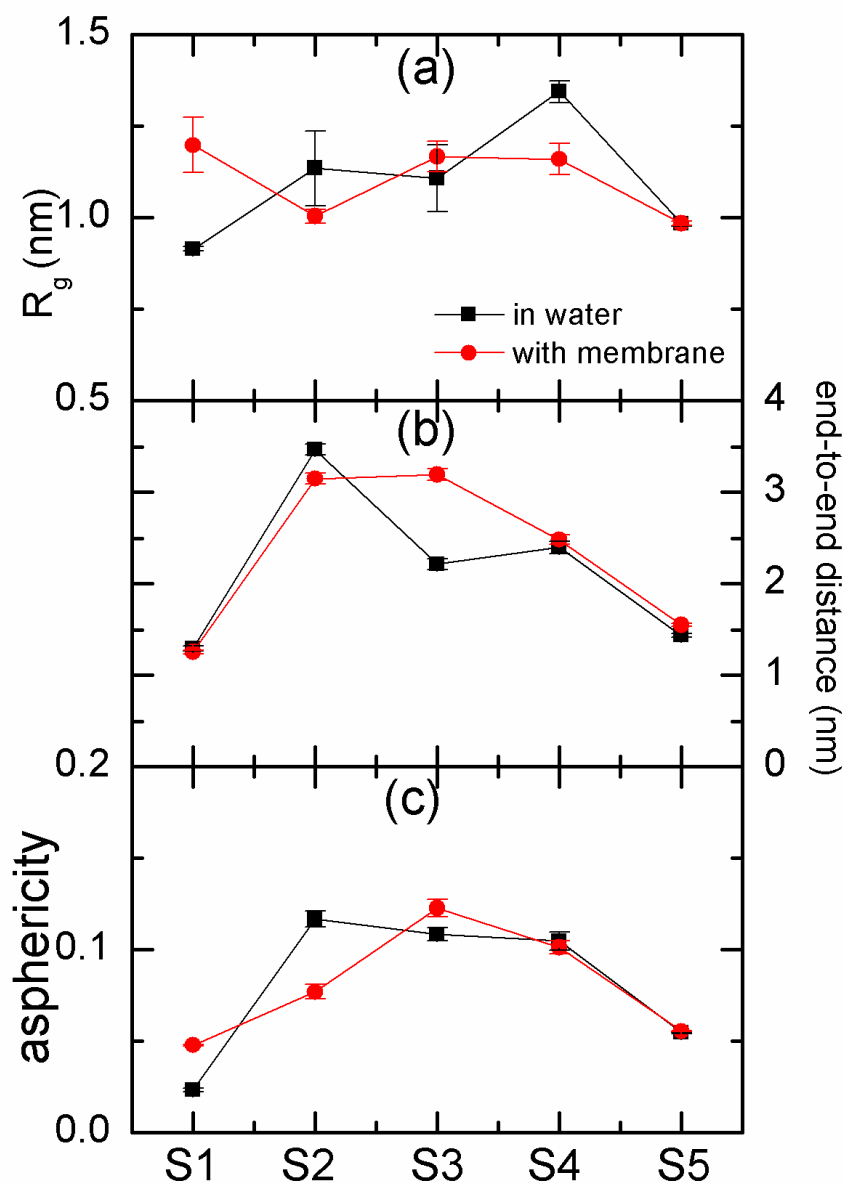 1.5
(a)
1.0
R_g (nm)
in water
with membrane
0.5
4
(b)
3
2
end-to-end distance (nm)
1
0.2
0
(c)
asphericity
0.1
0.0
S1 S2 S3 S4 S5